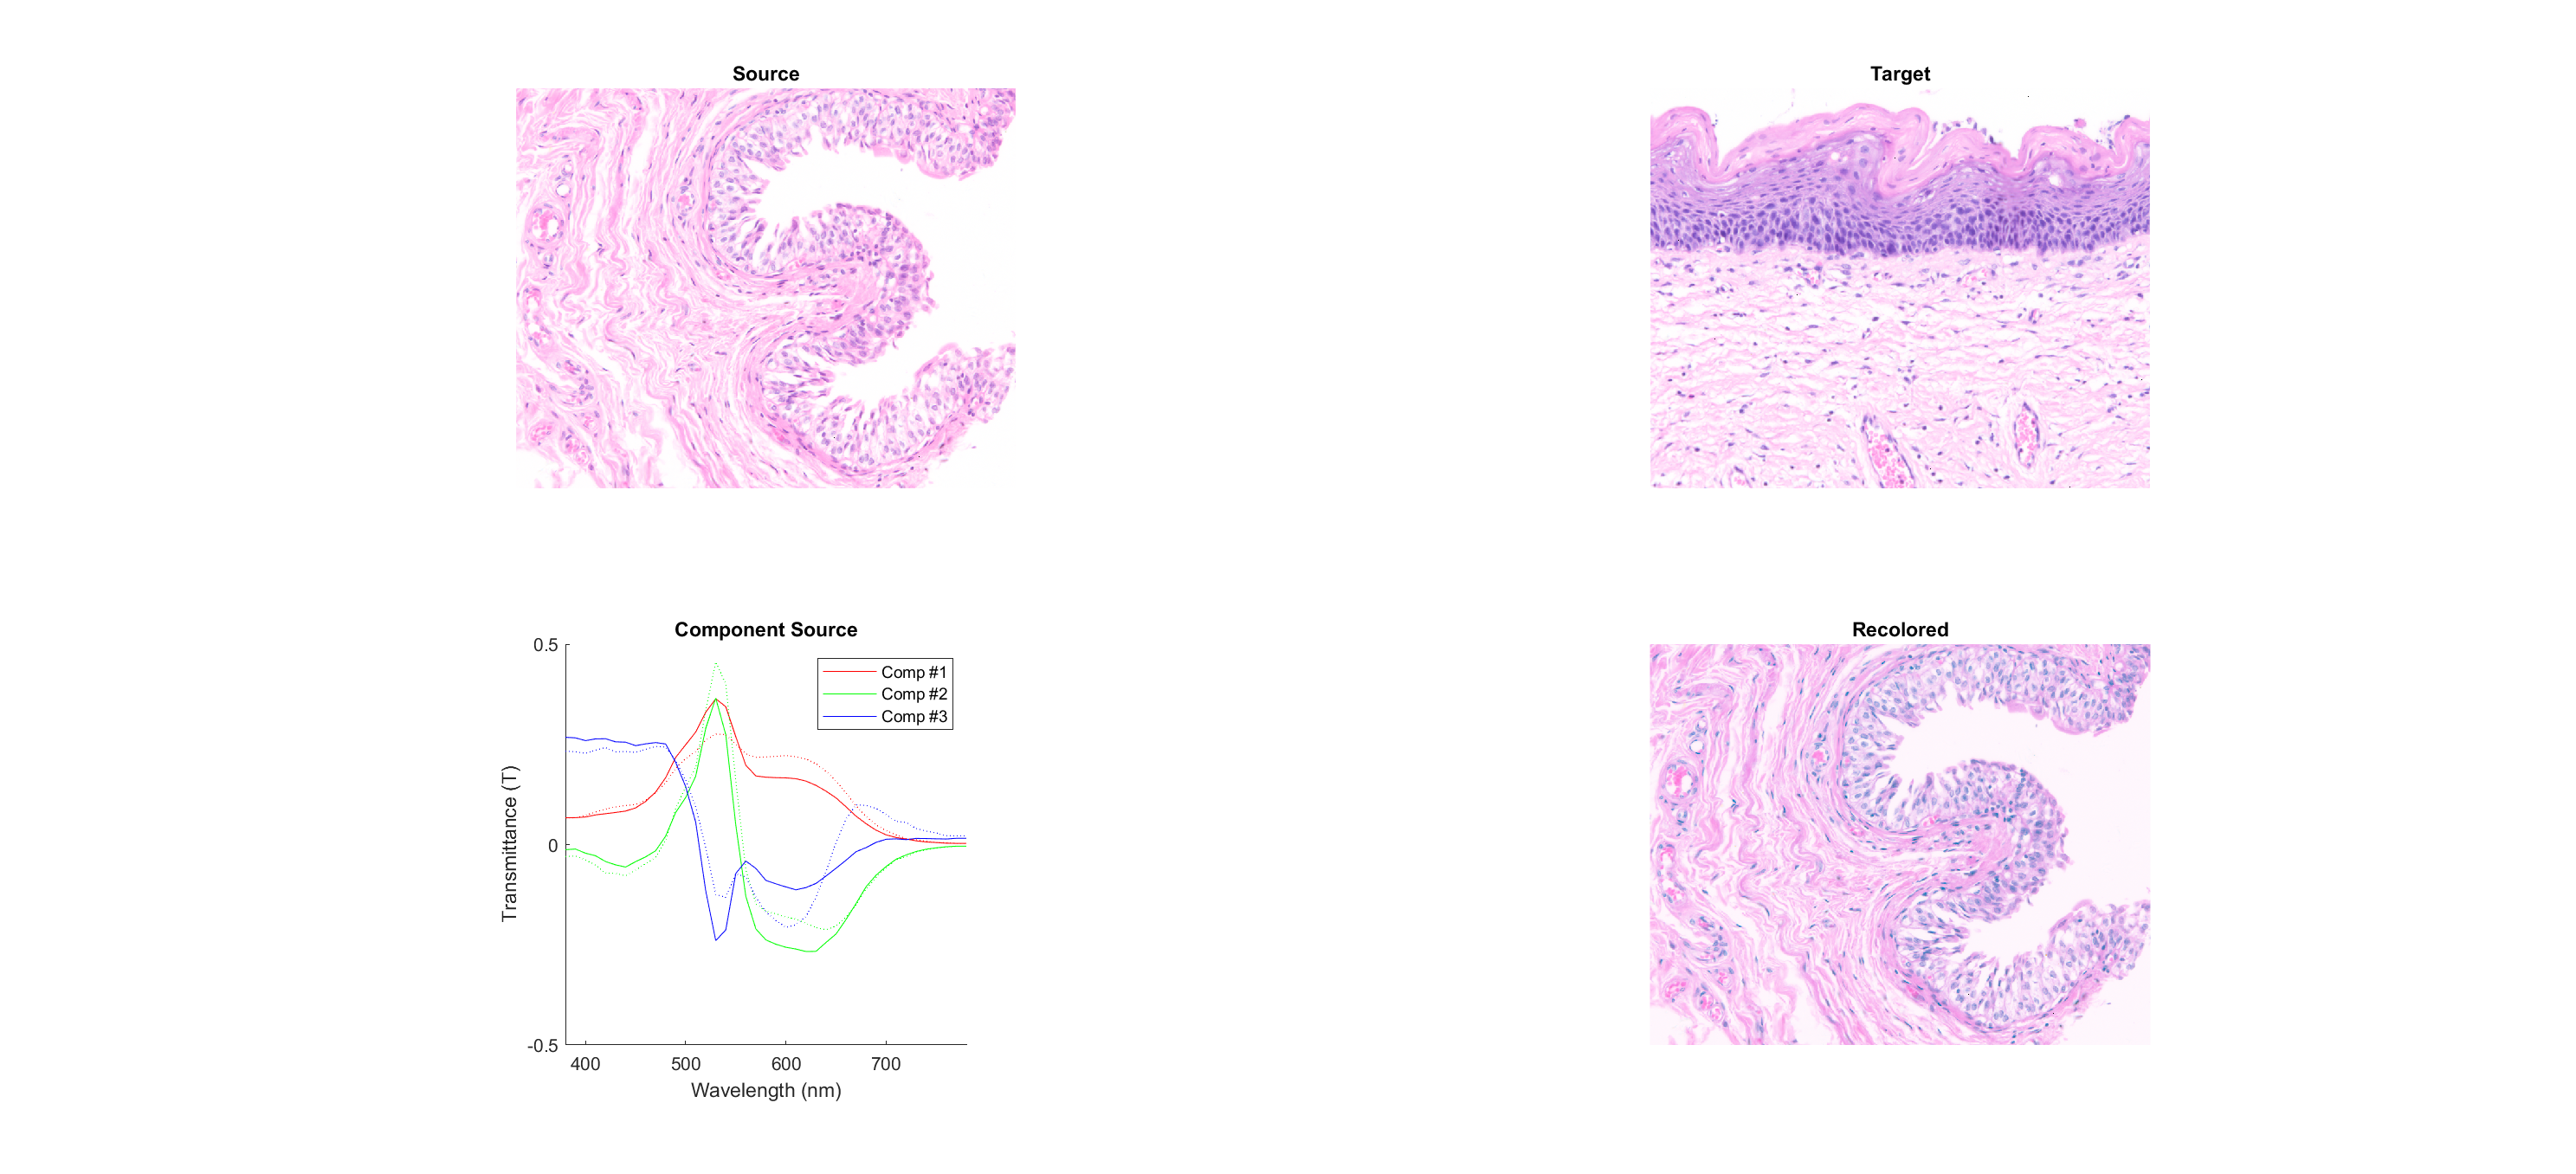 Source
Target
Component Source
0.5
0
-0.5
400 500 600 700
Wavelength (nm)
Transmittance (T)
Comp #1
Comp #2
Comp #3
Recolored